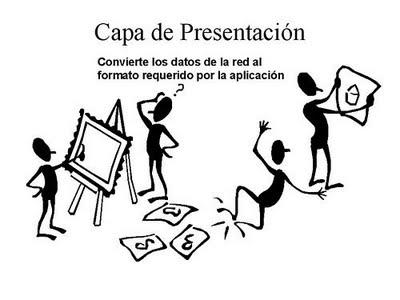 Capa de Presentación
Convierte los datos de la red al
formato requerido por la aplicación
?